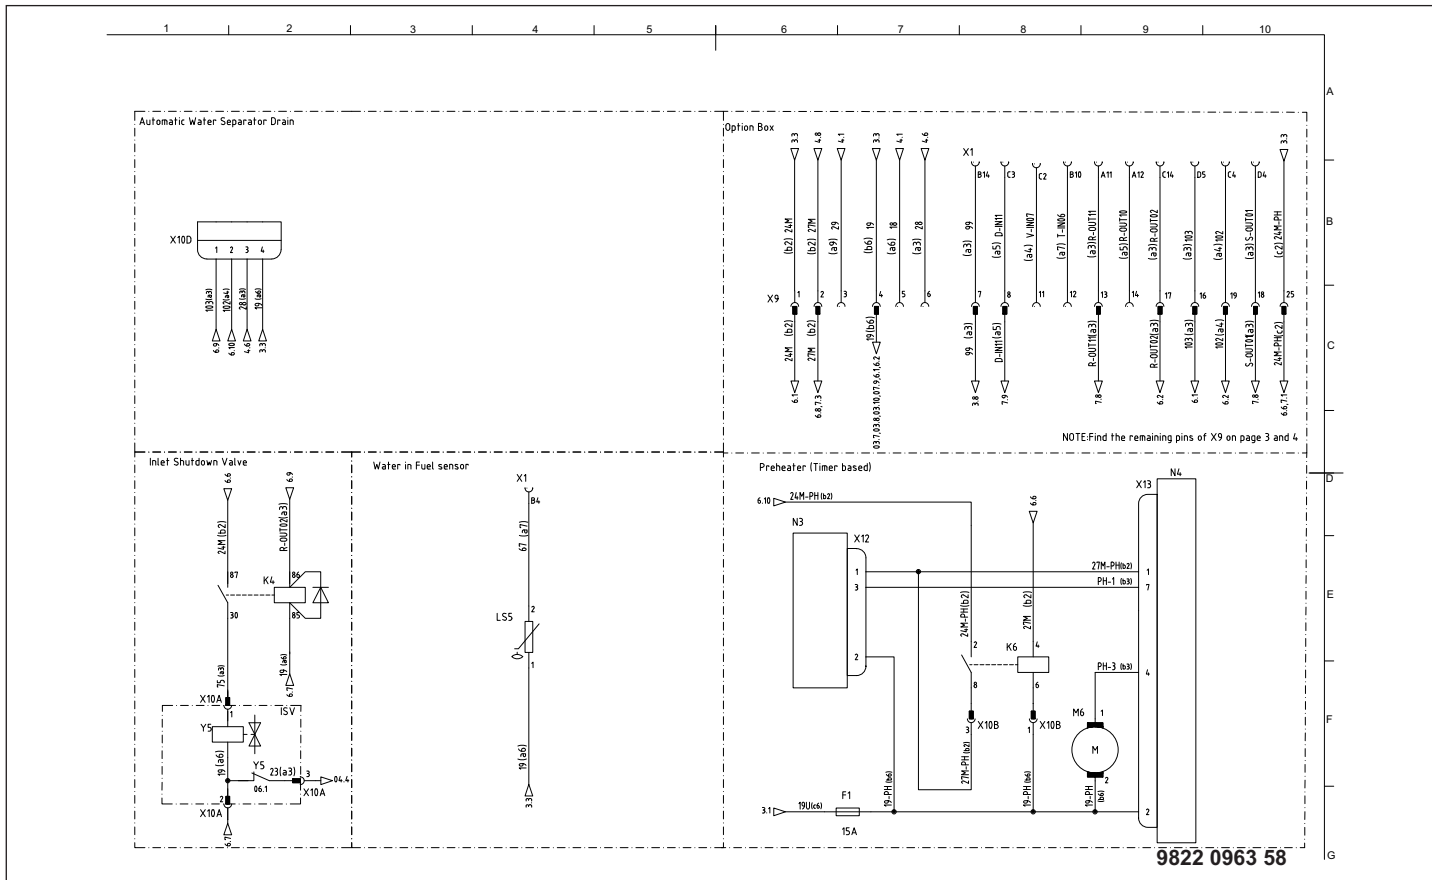 1 2 3 4 5 6 7 8 9 10
A
B
C
D
E
F
G
Automatic Water Separator Drain
X10D
1 2 3 4
103(a3)
102(a4)
28(a3)
19 (a6)
6.9
6.10
4.6
3.3
Option Box
3.3
4.8
4.1
3.3
4.1
4.6
X1
3.3
B14
C3
C2
B10
A11
A12
C14
D5
C4
D4
(b2) 24M
(b2) 27M
(a9) 29
(b6) 19
(a6) 18
(a3) 28
(a3) 99
(a5) D-IN11
(a4) V-IN07
(a7) T-IN06
(a3)R-OUT11
(a5)R-OUT10
(a3)R-OUT02
(a3)103
(a4)102
(a3)S-OUT01
(c2)24M-PH
X9
1 2 3 4 5 6 7 8 11 12 13 14 17 16 19 18 25
24M (b2)
27M (b2)
19(b6)
99 (a3)
D-IN11(a5)
R-OUT11(a3)
R-OUT02(a3)
103(a3)
102(a4)
S-OUT01(a3)
24M-PH(c2)
6.1
6.8,7.3
03.7,03.8,03.10,07.9,6.1,6.2
3.8
7.9
7.8
6.2
6.1
6.2
7.8
6.6,7.1
NOTE:Find the remaining pins of X9 on page 3 and 4
Inlet Shutdown Valve
6.6
6.9
24M (b2)
R-OUT02(a3)
87
K4
86
30
85
75 (a3)
19 (a6)
6.7
X10A
1
ISV
Y5
19 (a6)
Y5
23(a3)
3
04.4
06.1
X10A
2
X10A
6.7
Water in Fuel sensor
X1
B4
67 (a7)
2
LS5
1
19 (a6)
3.3
Preheater (Timer based)
6.10
24M-PH(b2)
6.6
N4
X13
N3
X12
1
27M-PH(b2)
1
3
PH-1 (b3)
7
24M-PH(b2)
27M (b2)
2
2
K6
4
8
6
PH-3 (b3)
4
X10B
3
X10B
1
M6
1
M
2
27M-PH(b2)
19-PH (b6)
19-PH (b6)
19-PH (b6)
3.1
19U(c6)
F1
15A
2
9822 0963 58